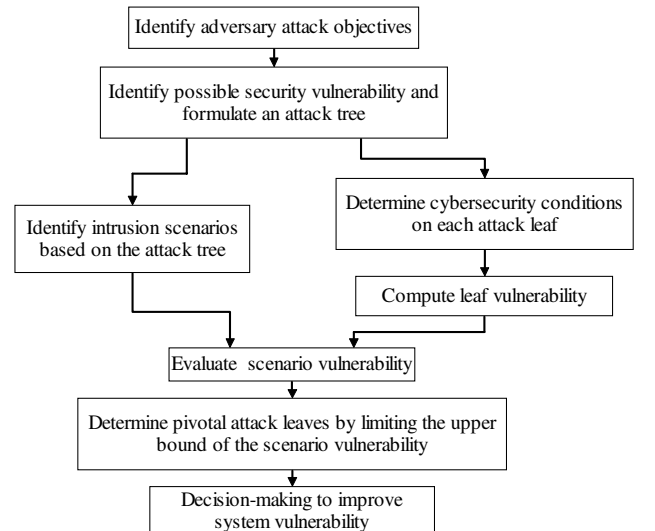 Identify adversary attack objectives
Identify possible security vulnerability and
formulate an attack tree
Identify intrusion scenarios
based on the attack tree
Determine cybersecurity conditions
on each attack leaf
Compute leaf vulnerability
Evaluate scenario vulnerability
Determine pivotal attack leaves by limiting the upper
bound of the scenario vulnerability
Decision-making to improve
system vulnerability